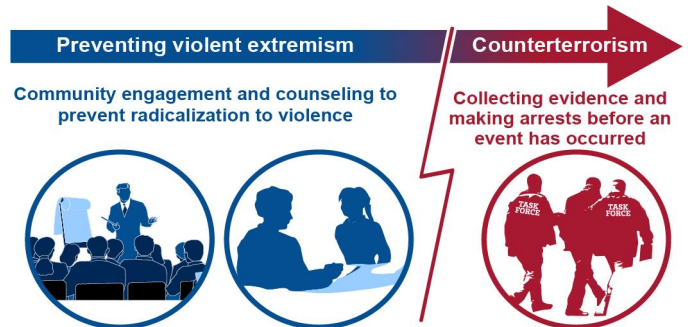 Preventing violent extremism
Counterterrorism
Community engagement and counseling to
prevent radicalization to violence
Collecting evidence and
making arrests before an
event has occurred
TASK
FORCE
TASK
FORCE